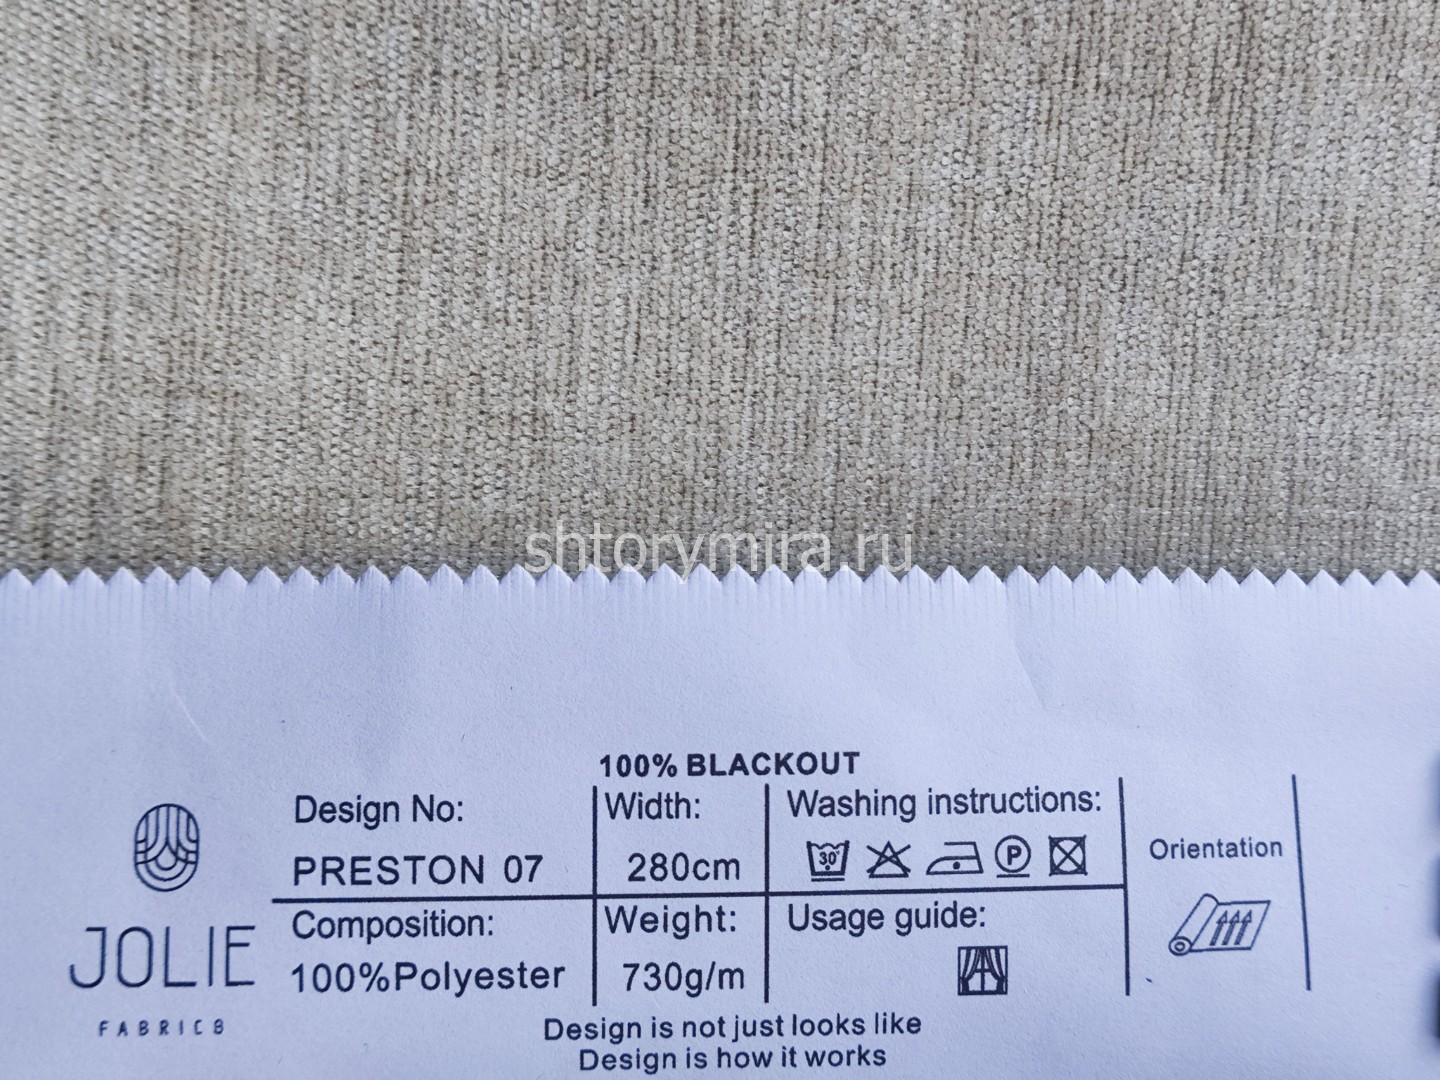 shtorymira.ru
100% BLACKOUT
Design No:
PRESTON 07
Width:
280cm
Washing instructions:
30°
P
Orientation
Composition:
100%Polyester
Weight:
730g/m
Usage guide:
JOLIE
FABRICS
Design is not just looks like
Design is how it works